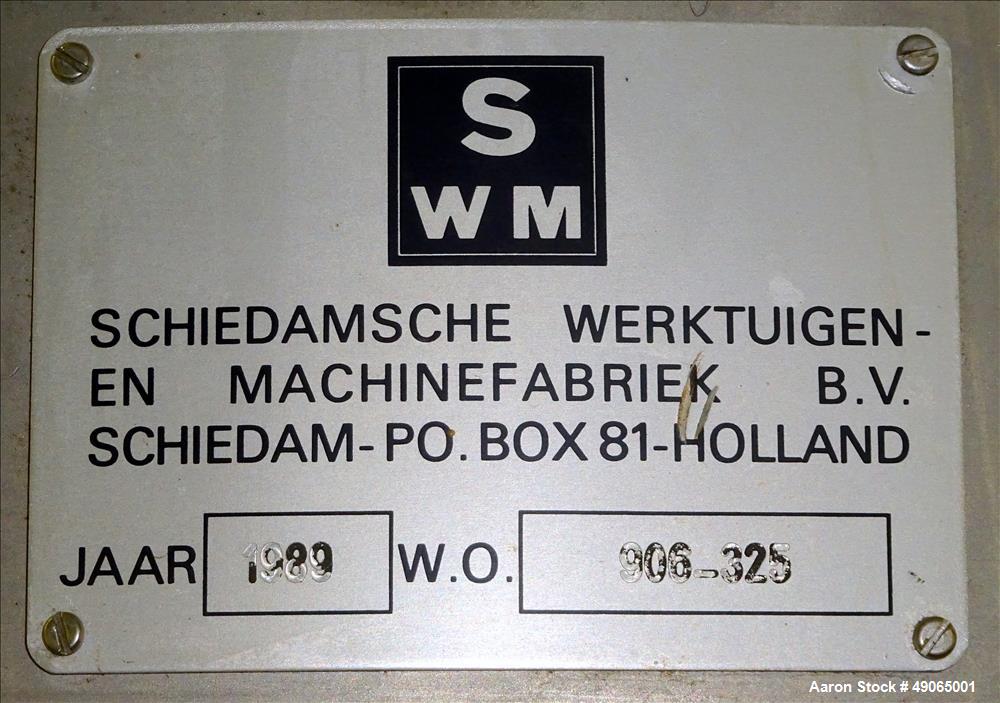 S
WM
SCHIEDAMSCHE WERKTUIGEN-
EN MACHINEFABRIEK B.V.
SCHIEDAM-PO. BOX 81-HOLLAND
JAAR 1989 W.O. 906-325
Aaron Stock # 49065001